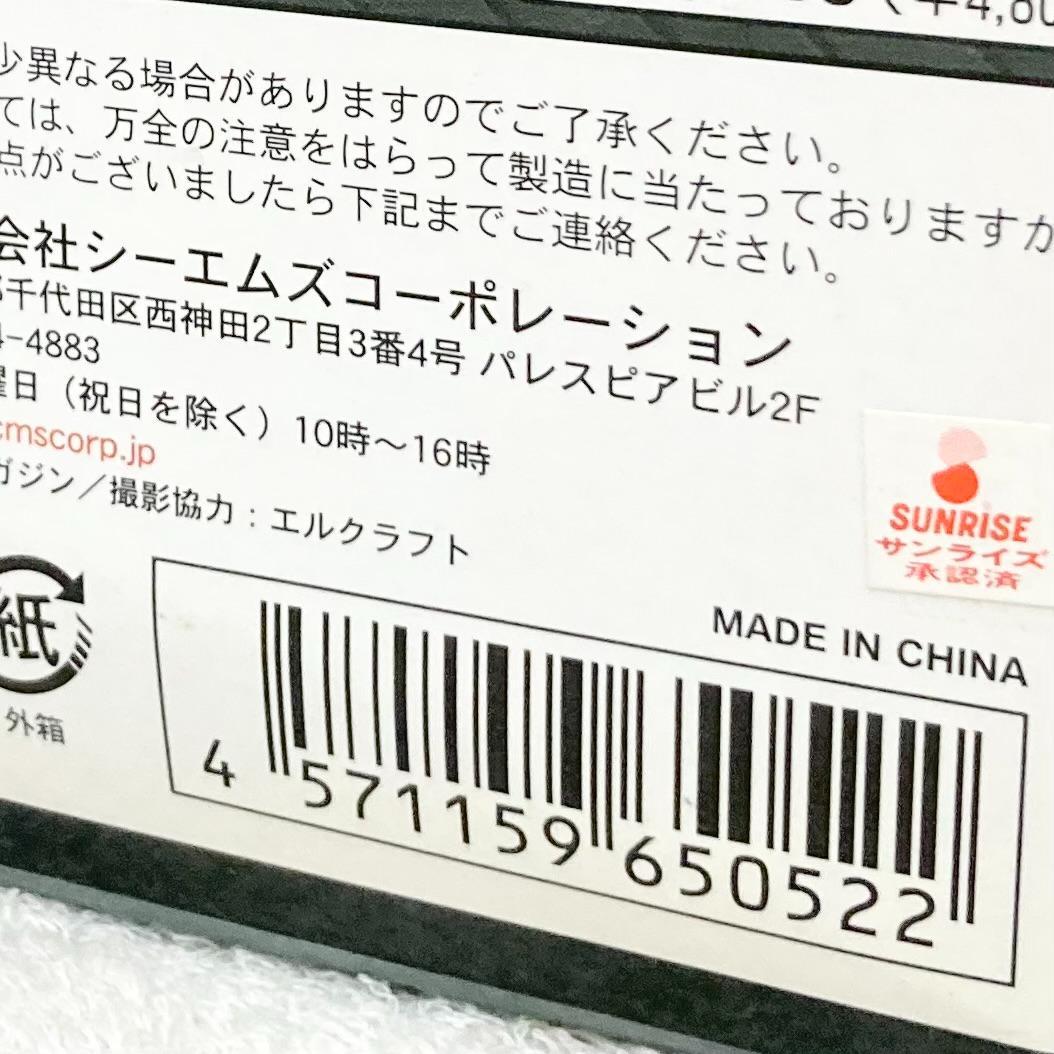 (¥4,80
少異なる場合がありますのでご了承ください。
ては、万全の注意をはらって製造に当たっておりますが
点がございましたら下記までご連絡ください。
会社シーエムズコーポレーション
千代田区西神田2丁目3番4号 パレスピアビル2F
4-4883
曜日（祝日を除く）10時〜16時
cmscorp.jp
ガジン／撮影協力：エルクラフト
SUNRISE
サンライズ
承認済
MADE IN CHINA
紙
外箱
4 571159 650522